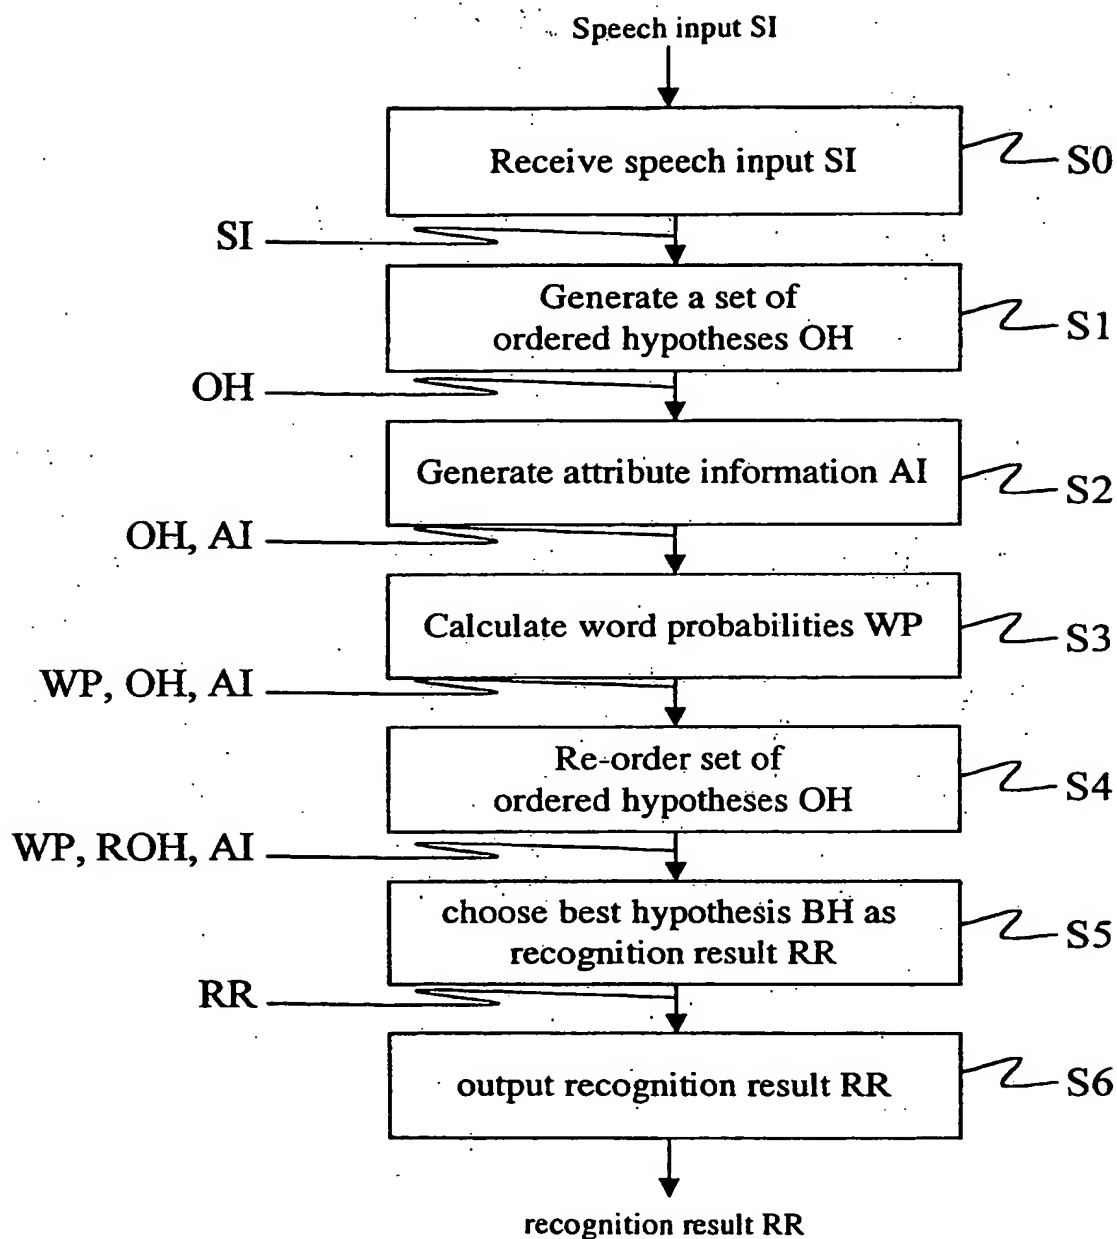 Speech input SI
Receive speech input SI
S0
SI
Generate a set of
ordered hypotheses OH
S1
OH
Generate attribute information AI
S2
OH, AI
Calculate word probabilities WP
S3
WP, OH, AI
Re-order set of
ordered hypotheses OH
S4
WP, ROH, AI
choose best hypothesis BH as
recognition result RR
S5
RR
output recognition result RR
S6
recognition result RR